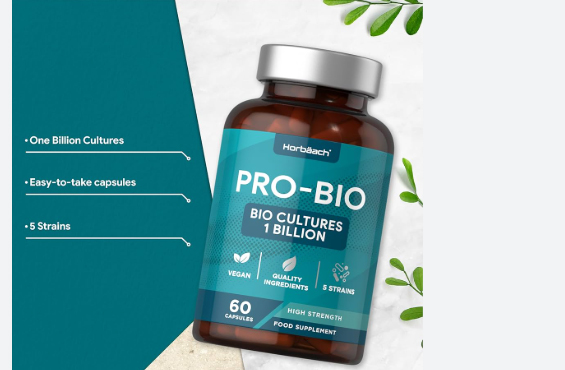 • One Billion Cultures
• Easy-to-take capsules
• 5 Strains
Horbäach
PRO-BIO
BIO CULTURES
1 BILLION
VEGAN
QUALITY
INGREDIENTS
5 STRAINS
60
CAPSULES
HIGH STRENGTH
FOOD SUPPLEMENT